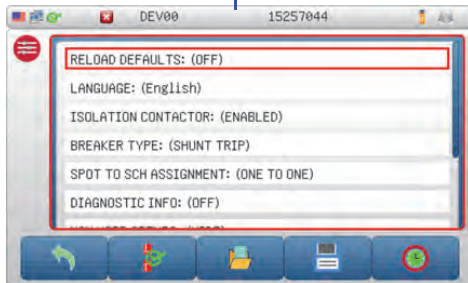 DEV00 15257044
RELOAD DEFAULTS: (OFF)
LANGUAGE: (English)
ISOLATION CONTACTOR: (ENABLED)
BREAKER TYPE: (SHUNT TRIP)
SPOT TO SCH ASSIGNMENT: (ONE TO ONE)
DIAGNOSTIC INFO: (OFF)